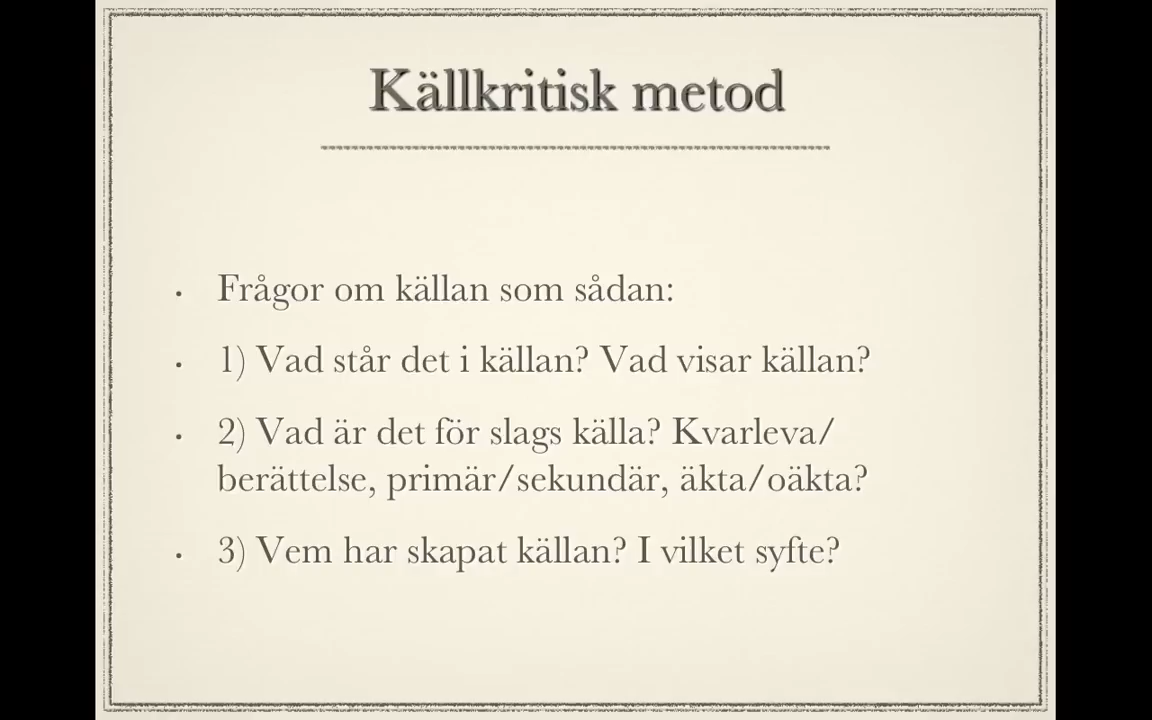 Källkritisk metod
• Frågor om källan som sådan:
• 1) Vad står det i källan? Vad visar källan?
• 2) Vad är det för slags källa? Kvarleva/
berättelse, primär/sekundär, äkta/oäkta?
• 3) Vem har skapat källan? I vilket syfte?